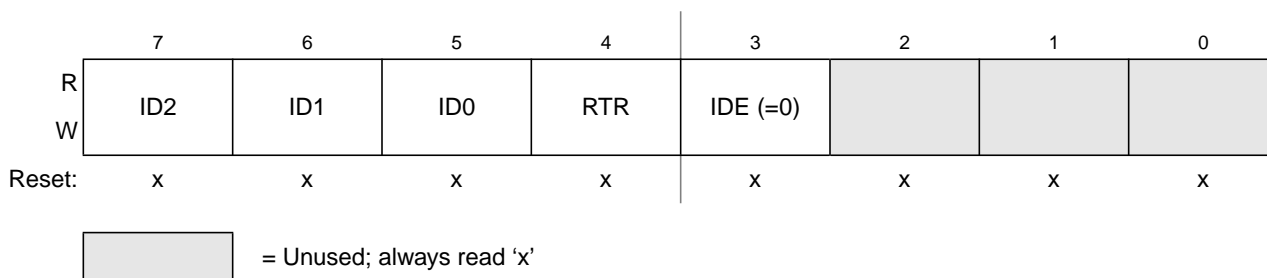 7 6 5 4 3 2 1 0
R
ID2 ID1 ID0 RTR IDE (=0)
W
Reset: x x x x x x x x
= Unused; always read ‘x’